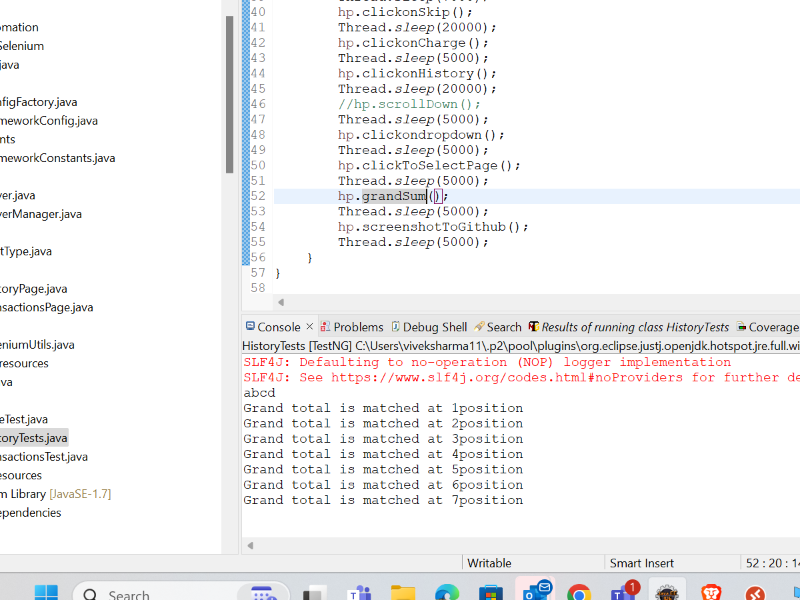 mation
Selenium
java
nfigFactory.java
meworkConfig.java
nts
meworkConstants.java
ver.java
verManager.java
tType.java
toryPage.java
nsactionsPage.java
eniumUtils.java
resources
va
eTest.java
toryTests.java
nsactionsTest.java
esources
m Library [JavaSE-1.7]
ependencies
40 hp.clickonSkip();
41 Thread.sleep(20000);
42 hp.clickonCharge();
43 Thread.sleep(5000);
44 hp.clickonHistory();
45 Thread.sleep(20000);
46 //hp.scrollDown();
47 Thread.sleep(5000);
48 hp.clickondropdown();
49 Thread.sleep(5000);
50 hp.clickToSelectPage();
51 Thread.sleep(5000);
52 hp.grandSum();
53 Thread.sleep(5000);
54 hp.screenshotToGithub();
55 Thread.sleep(5000);
56 }
57 }
58
Console Problems Debug Shell Search Results of running class HistoryTests Coverage
HistoryTests [TestNG] C:\Users\viveksharma11\.p2\pool\plugins\org.eclipse.justj.openjdk.hotspot.jre.full.wi
SLF4J: Defaulting to no-operation (NOP) logger implementation
SLF4J: See https://www.slf4j.org/codes.html#noProviders for further de
abcd
Grand total is matched at 1position
Grand total is matched at 2position
Grand total is matched at 3position
Grand total is matched at 4position
Grand total is matched at 5position
Grand total is matched at 6position
Grand total is matched at 7position
Writable Smart Insert 52 : 20 : 14
Search
1